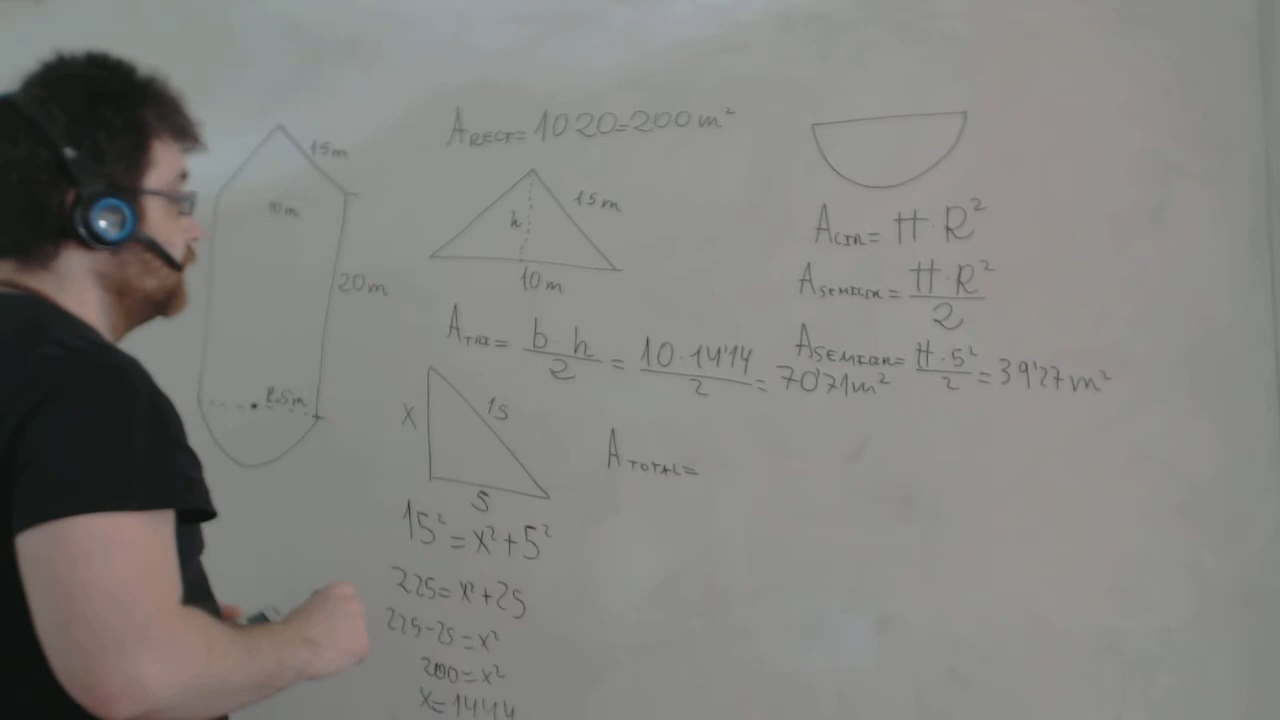 15m
10m
20m
R=5m
A RECT = 10·20 = 200 m²
h
15m
10m
A TRI = b·h / 2 = 10·14'14 / 2 = 70'71 m²
X
15
5
15² = x² + 5²
225 = x² + 25
225 - 25 = x²
200 = x²
x = 14'14
A CIR = π·R²
A SEMICIR = π·R² / 2
A SEMICIR = π·5² / 2 = 39'27 m²
A TOTAL =